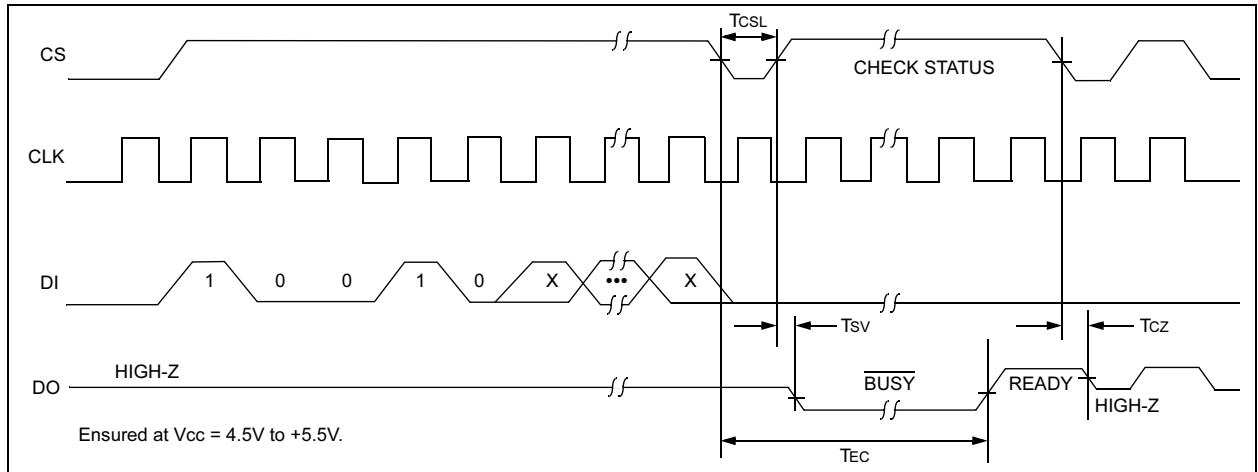 TCSL
CS
CHECK STATUS
CLK
DI
1 0 0 1 0 X ••• X
TSV
TCZ
HIGH-Z
BUSY
READY
DO
HIGH-Z
Ensured at Vcc = 4.5V to +5.5V.
TEC